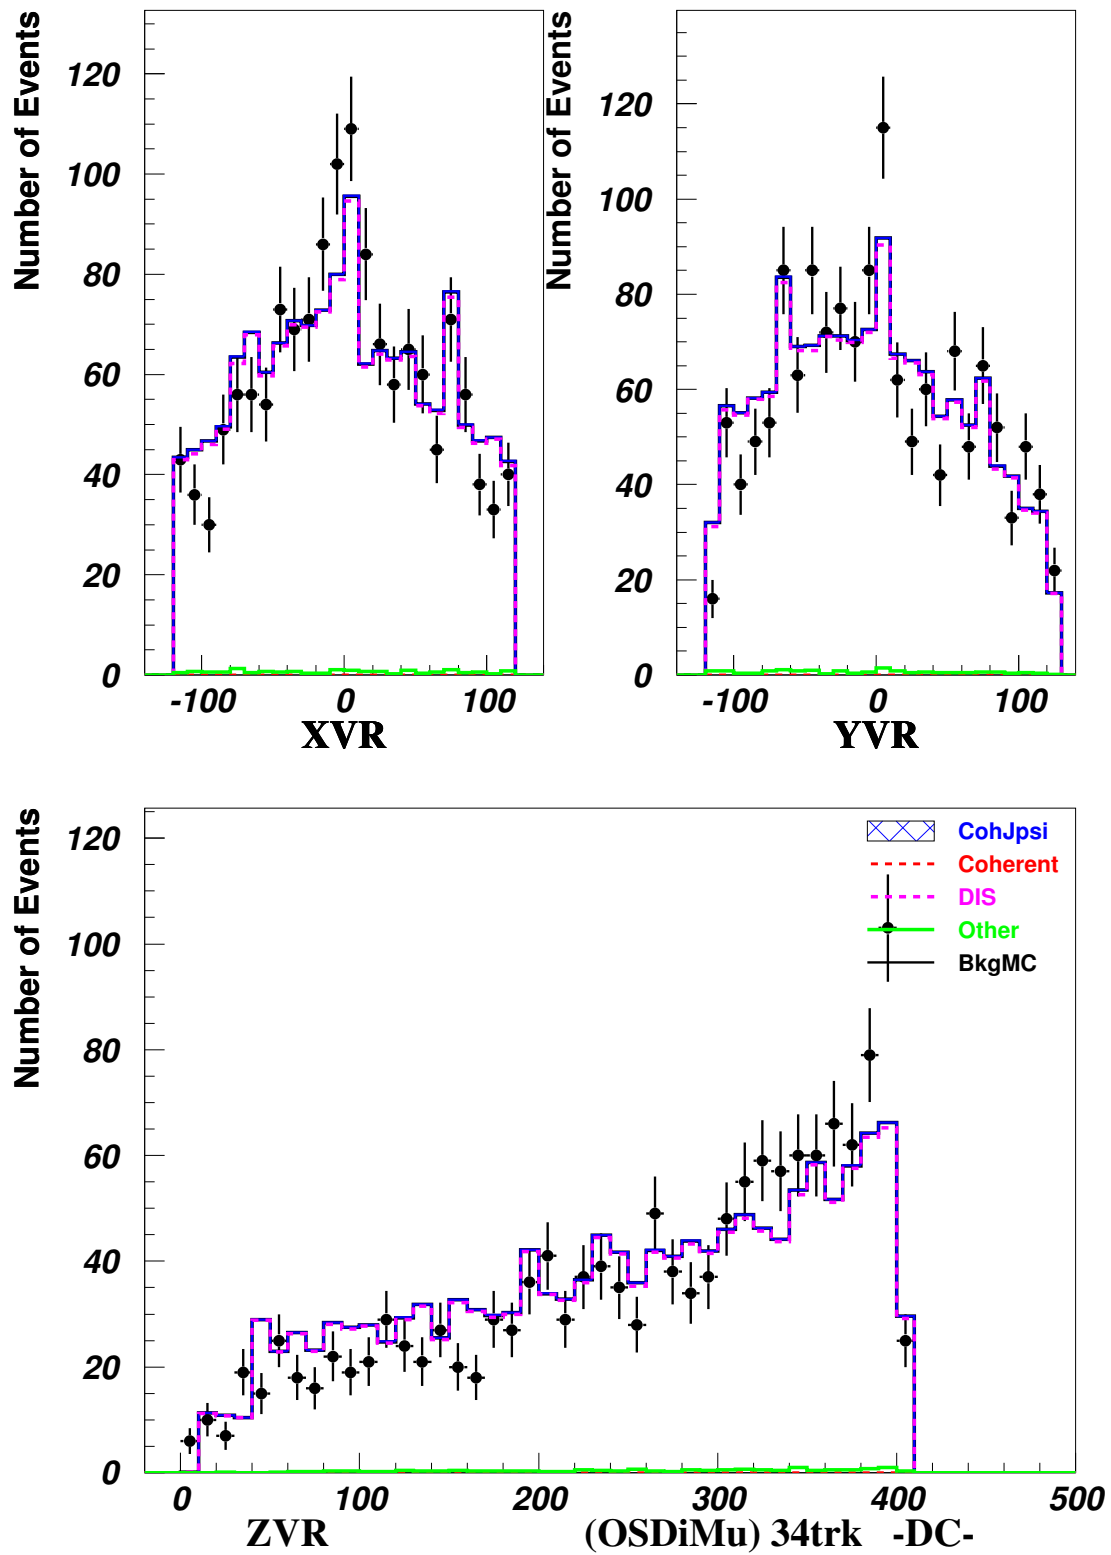 Number of Events
120
100
80
60
40
20
0
-100 0 100
XVR
Number of Events
120
100
80
60
40
20
0
-100 0 100
YVR
Number of Events
120
100
80
60
40
20
0
0 100 200 300 400 500
CohJpsi
Coherent
DIS
Other
BkgMC
ZVR (OSDiMu) 34trk -DC-